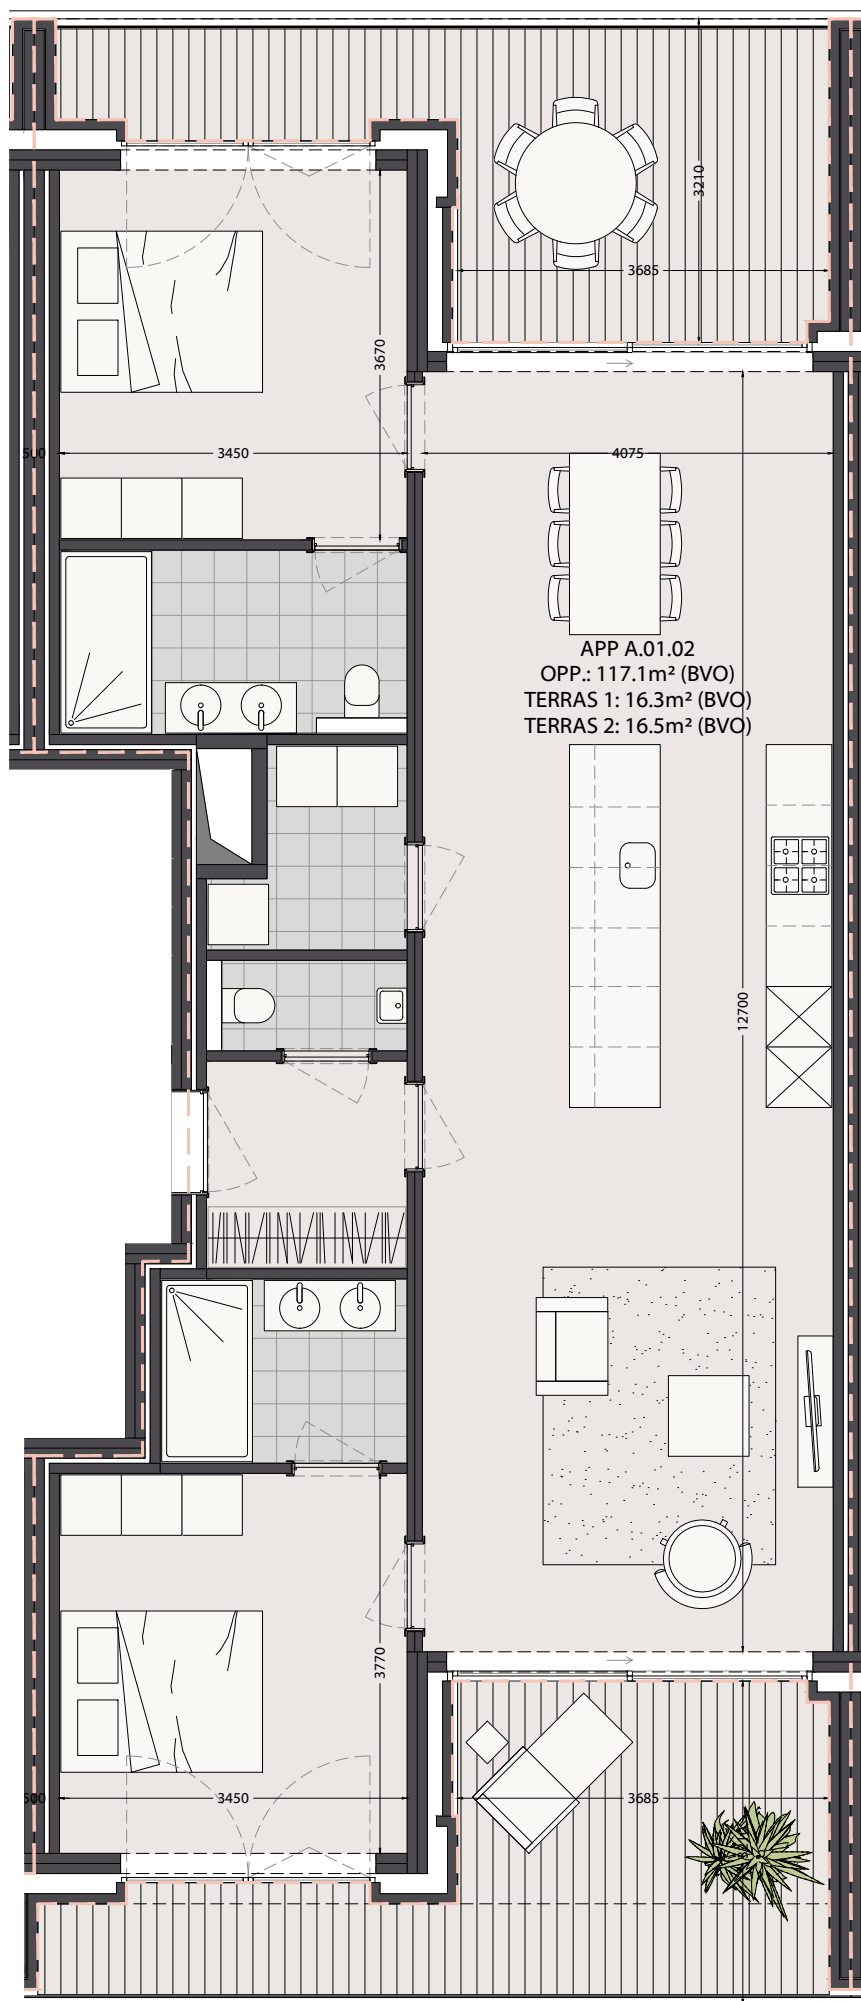 3210
3685
3670
500
3450
4075
APP A.01.02
OPP.: 117.1m² (BVO)
TERRAS 1: 16.3m² (BVO)
TERRAS 2: 16.5m² (BVO)
12700
3770
500
3450
3685